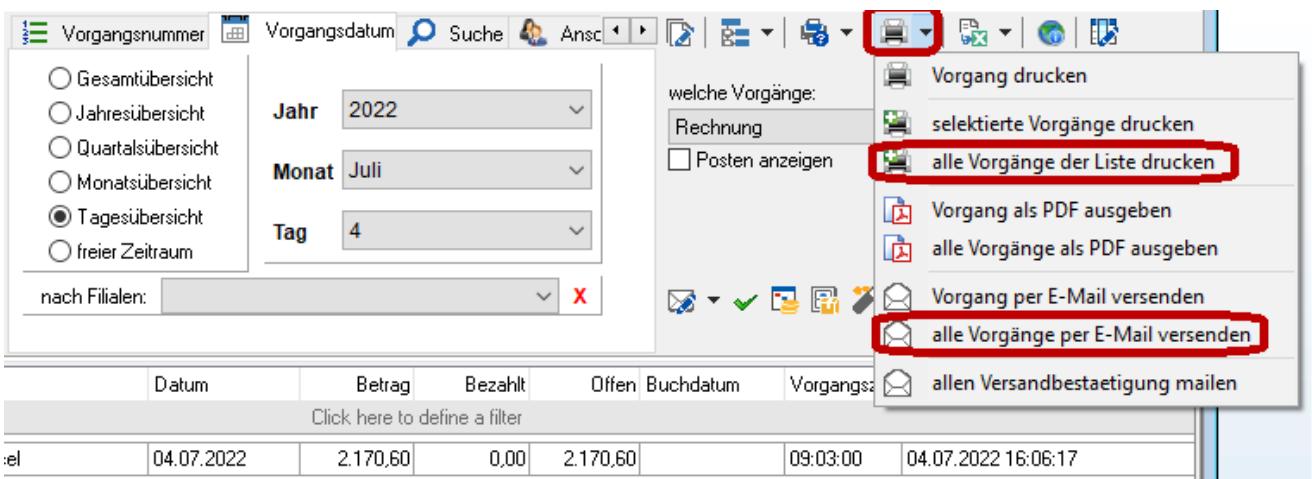 Vorgangsnummer Vorgangsdatum Suche Ansc
Gesamtübersicht
Jahresübersicht
Quartalsübersicht
Monatsübersicht
Tagesübersicht
freier Zeitraum
Jahr 2022
Monat Juli
Tag 4
nach Filialen: X
welche Vorgänge:
Rechnung
Posten anzeigen
Vorgang drucken
selektierte Vorgänge drucken
alle Vorgänge der Liste drucken
Vorgang als PDF ausgeben
alle Vorgänge als PDF ausgeben
Vorgang per E-Mail versenden
alle Vorgänge per E-Mail versenden
allen Versandbestaetigung mailen
Datum Betrag Bezahlt Offen Buchdatum Vorgangsz
Click here to define a filter
cel 04.07.2022 2.170,60 0,00 2.170,60 09:03:00 04.07.2022 16:06:17